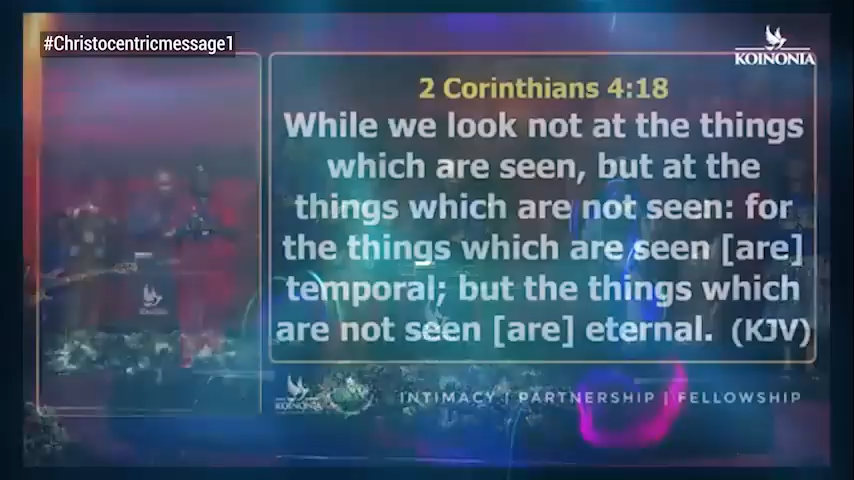 #Christocentricmessage1
KOINONIA
2 Corinthians 4:18
While we look not at the things
which are seen, but at the
things which are not seen: for
the things which are seen [are]
temporal; but the things which
are not seen [are] eternal. (KJV)
KOINONIA
INTIMACY | PARTNERSHIP | FELLOWSHIP